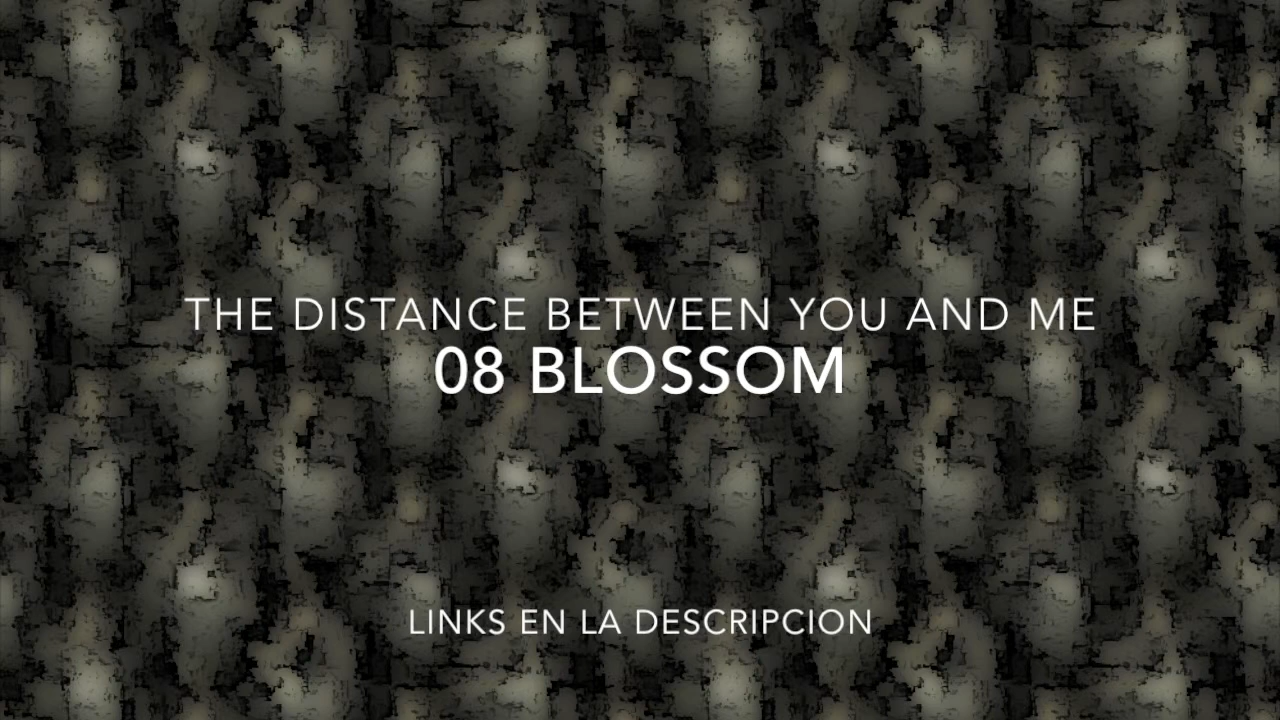 THE DISTANCE BETWEEN YOU AND ME
08 BLOSSOM
LINKS EN LA DESCRIPCION